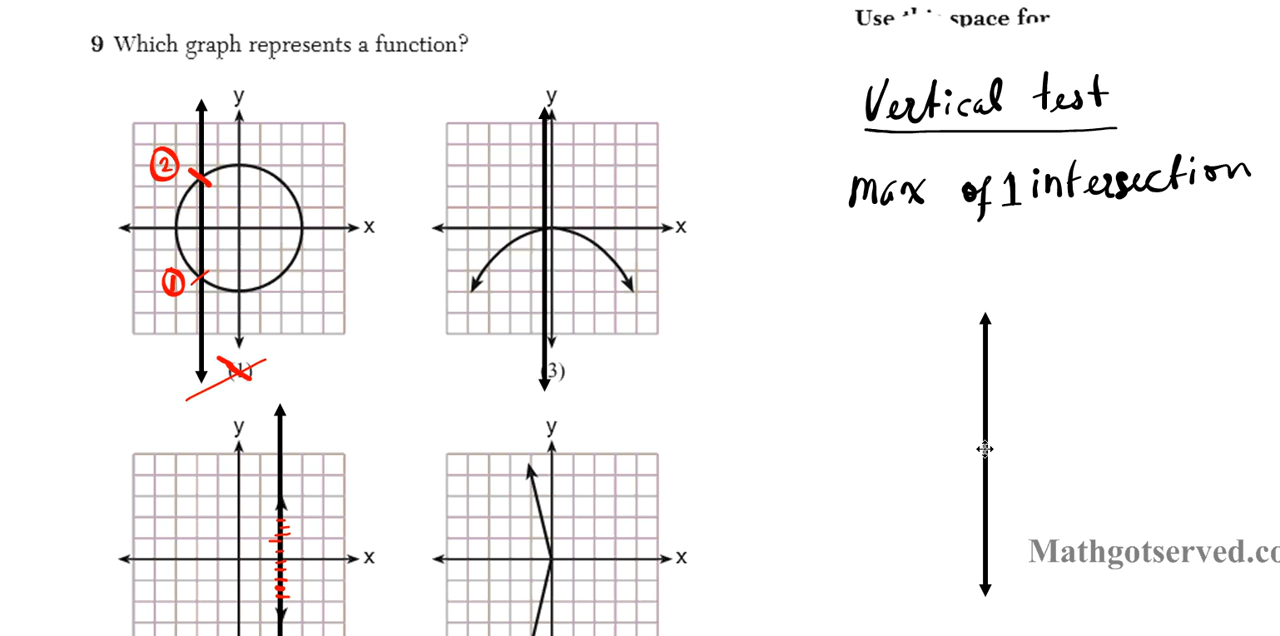 Use this space for
9 Which graph represents a function?
Vertical test
max of 1 intersection
y
y
2
x
x
1
(1)
(3)
y
y
x
x
Mathgotserved.co